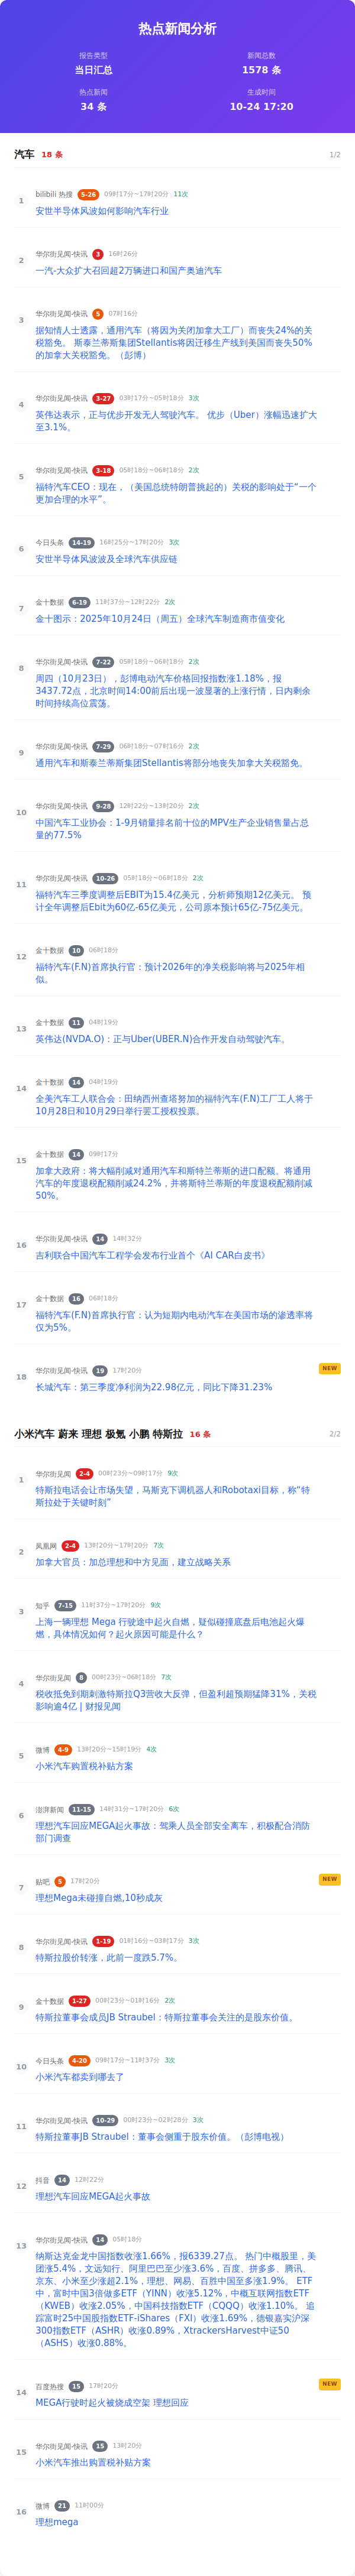 热点新闻分析
报告类型
当日汇总
新闻总数
1578 条
热点新闻
34 条
生成时间
10-24 17:20
汽车 18 条 1/2
1
bilibili 热搜 5-26 09时17分~17时20分 11次
安世半导体风波如何影响汽车行业
2
华尔街见闻-快讯 3 16时26分
一汽-大众扩大召回超2万辆进口和国产奥迪汽车
3
华尔街见闻-快讯 5 07时16分
据知情人士透露，通用汽车（将因为关闭加拿大工厂）而丧失24%的关
税豁免。 斯泰兰蒂斯集团Stellantis将因迁移生产线到美国而丧失50%
的加拿大关税豁免。（彭博）
4
华尔街见闻-快讯 3-27 03时17分~05时18分 3次
英伟达表示，正与优步开发无人驾驶汽车。 优步（Uber）涨幅迅速扩大
至3.1%。
5
华尔街见闻-快讯 3-18 05时18分~06时18分 2次
福特汽车CEO：现在，（美国总统特朗普挑起的）关税的影响处于“一个
更加合理的水平”。
6
今日头条 14-19 16时25分~17时20分 3次
安世半导体风波波及全球汽车供应链
7
金十数据 6-19 11时37分~12时22分 2次
金十图示：2025年10月24日（周五）全球汽车制造商市值变化
8
华尔街见闻-快讯 7-22 05时18分~06时18分 2次
周四（10月23日），彭博电动汽车价格回报指数涨1.18%，报
3437.72点，北京时间14:00前后出现一波显著的上涨行情，日内剩余
时间持续高位震荡。
9
华尔街见闻-快讯 7-29 06时18分~07时16分 2次
通用汽车和斯泰兰蒂斯集团Stellantis将部分地丧失加拿大关税豁免。
10
华尔街见闻-快讯 9-28 12时22分~13时20分 2次
中国汽车工业协会：1-9月销量排名前十位的MPV生产企业销售量占总
量的77.5%
11
华尔街见闻-快讯 10-26 05时18分~06时18分 2次
福特汽车三季度调整后EBIT为15.4亿美元，分析师预期12亿美元。 预
计全年调整后Ebit为60亿-65亿美元，公司原本预计65亿-75亿美元。
12
金十数据 10 06时18分
福特汽车(F.N)首席执行官：预计2026年的净关税影响将与2025年相
似。
13
金十数据 11 04时19分
英伟达(NVDA.O)：正与Uber(UBER.N)合作开发自动驾驶汽车。
14
金十数据 14 04时19分
全美汽车工人联合会：田纳西州查塔努加的福特汽车(F.N)工厂工人将于
10月28日和10月29日举行罢工授权投票。
15
金十数据 14 09时17分
加拿大政府：将大幅削减对通用汽车和斯特兰蒂斯的进口配额。将通用
汽车的年度退税配额削减24.2%，并将斯特兰蒂斯的年度退税配额削减
50%。
16
华尔街见闻-快讯 14 14时32分
吉利联合中国汽车工程学会发布行业首个《AI CAR白皮书》
17
金十数据 16 06时18分
福特汽车(F.N)首席执行官：认为短期内电动汽车在美国市场的渗透率将
仅为5%。
18
华尔街见闻-快讯 19 17时20分 NEW
长城汽车：第三季度净利润为22.98亿元，同比下降31.23%
小米汽车 蔚来 理想 极氪 小鹏 特斯拉 16 条 2/2
1
华尔街见闻 2-4 00时23分~09时17分 9次
特斯拉电话会让市场失望，马斯克下调机器人和Robotaxi目标，称“特
斯拉处于关键时刻”
2
凤凰网 2-4 13时20分~17时20分 7次
加拿大官员：加总理想和中方见面，建立战略关系
3
知乎 7-15 11时37分~17时20分 9次
上海一辆理想 Mega 行驶途中起火自燃，疑似碰撞底盘后电池起火爆
燃，具体情况如何？起火原因可能是什么？
4
华尔街见闻 8 00时23分~06时18分 7次
税收抵免到期刺激特斯拉Q3营收大反弹，但盈利超预期猛降31%，关税
影响逾4亿 | 财报见闻
5
微博 4-9 13时20分~15时19分 4次
小米汽车购置税补贴方案
6
澎湃新闻 11-15 14时31分~17时20分 6次
理想汽车回应MEGA起火事故：驾乘人员全部安全离车，积极配合消防
部门调查
7
贴吧 5 17时20分 NEW
理想Mega未碰撞自燃,10秒成灰
8
华尔街见闻-快讯 1-19 01时16分~03时17分 3次
特斯拉股价转涨，此前一度跌5.7%。
9
金十数据 1-27 00时23分~01时16分 2次
特斯拉董事会成员JB Straubel：特斯拉董事会关注的是股东价值。
10
今日头条 4-20 09时17分~11时37分 3次
小米汽车都卖到哪去了
11
华尔街见闻-快讯 10-29 00时23分~02时28分 3次
特斯拉董事JB Straubel：董事会侧重于股东价值。（彭博电视）
12
抖音 14 12时22分
理想汽车回应MEGA起火事故
13
华尔街见闻-快讯 14 05时18分
纳斯达克金龙中国指数收涨1.66%，报6339.27点。 热门中概股里，美
团涨5.4%，文远知行、阿里巴巴至少涨3.6%，百度、拼多多、腾讯、
京东、小米至少涨超2.1%，理想、网易、百胜中国至多涨1.9%。 ETF
中，富时中国3倍做多ETF（YINN）收涨5.12%，中概互联网指数ETF
（KWEB）收涨2.05%，中国科技指数ETF（CQQQ）收涨1.10%。 追
踪富时25中国股指数ETF-iShares（FXI）收涨1.69%，德银嘉实沪深
300指数ETF（ASHR）收涨0.89%，XtrackersHarvest中证50
（ASHS）收涨0.88%。
14
百度热搜 15 17时20分 NEW
MEGA行驶时起火被烧成空架 理想回应
15
华尔街见闻-快讯 15 13时20分
小米汽车推出购置税补贴方案
16
微博 21 11时00分
理想mega